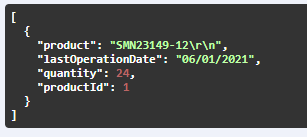 [
{
"product": "SMN23149-12\r\n",
"lastOperationDate": "06/01/2021",
"quantity": 24,
"productId": 1
}
]